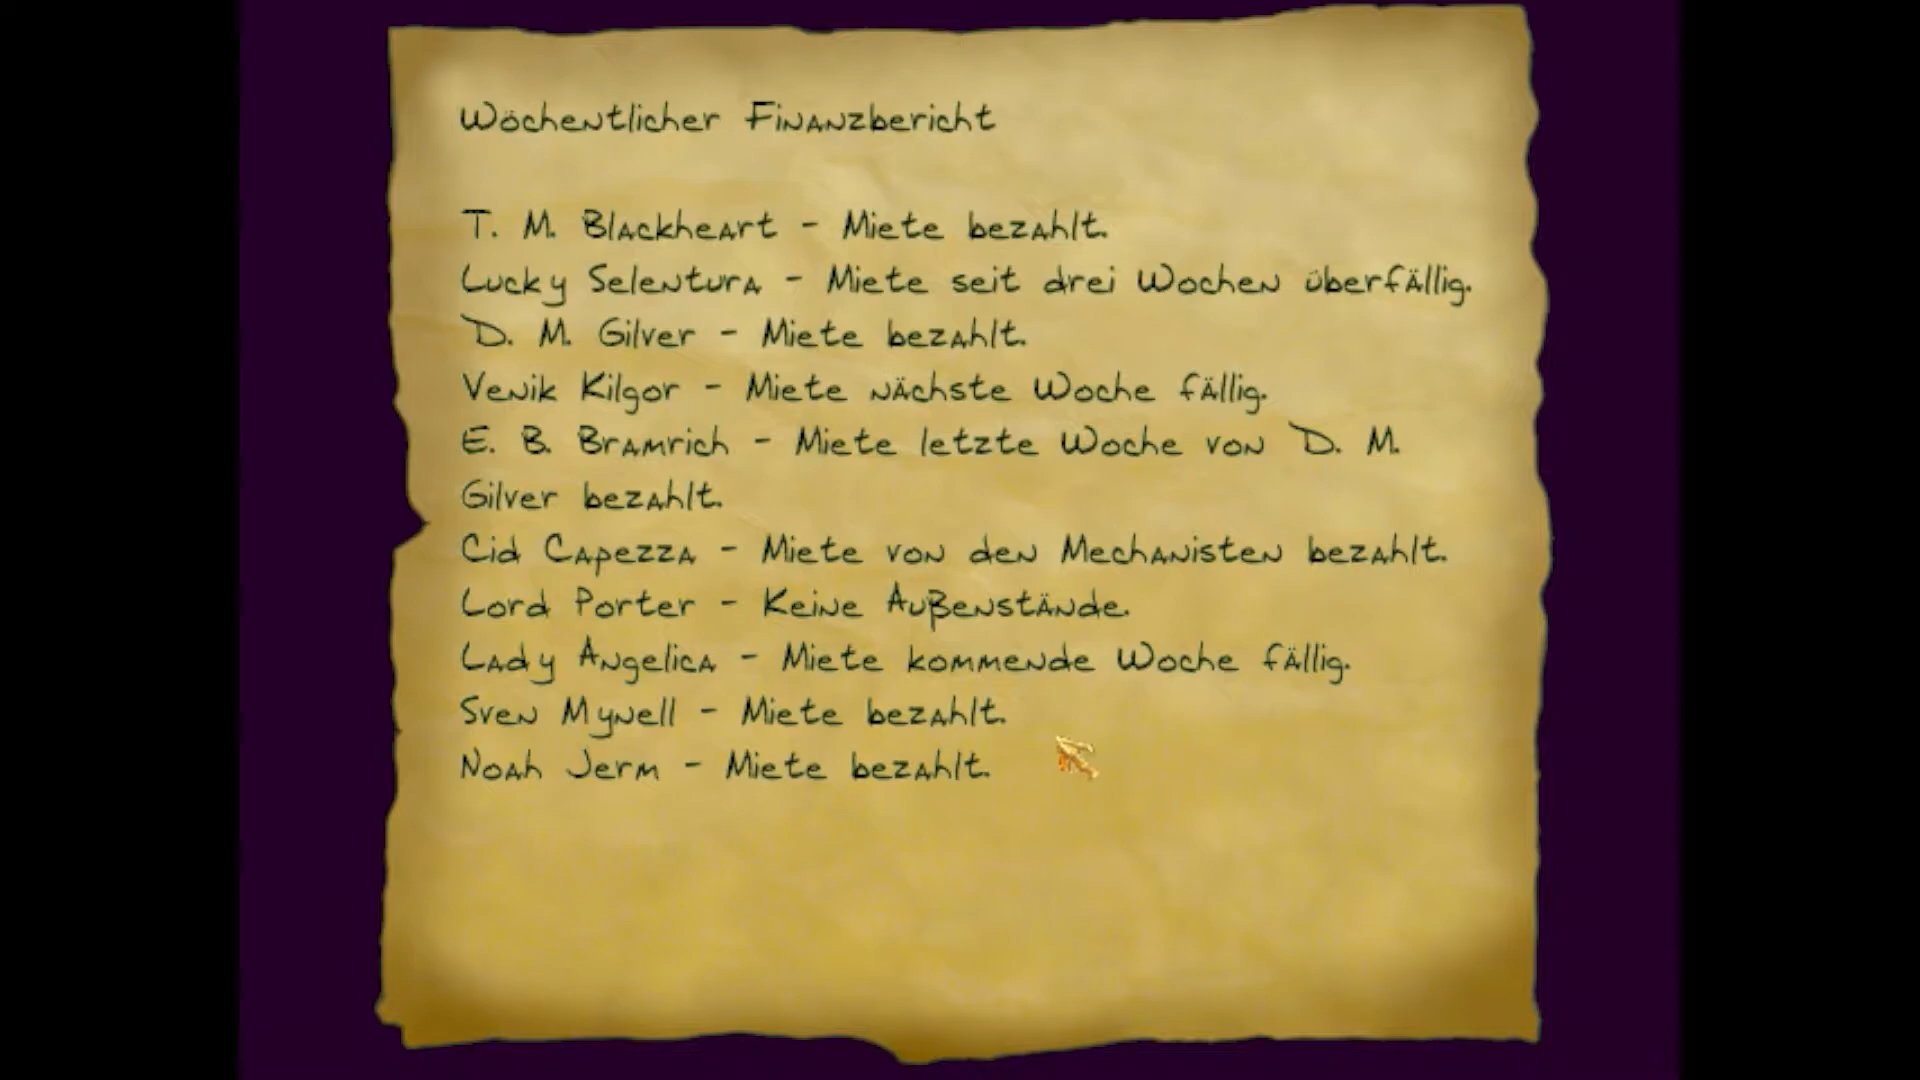 Wöchentlicher Finanzbericht
T. M. Blackheart - Miete bezahlt.
Lucky Selentura - Miete seit drei Wochen überfällig.
D. M. Gilver - Miete bezahlt.
Venik Kilgor - Miete nächste Woche fällig.
E. B. Bramrich - Miete letzte Woche von D. M.
Gilver bezahlt.
Cid Capezza - Miete von den Mechanisten bezahlt.
Lord Porter - Keine Außenstände.
Lady Angelica - Miete kommende Woche fällig.
Sven Mynell - Miete bezahlt.
Noah Jerm - Miete bezahlt.